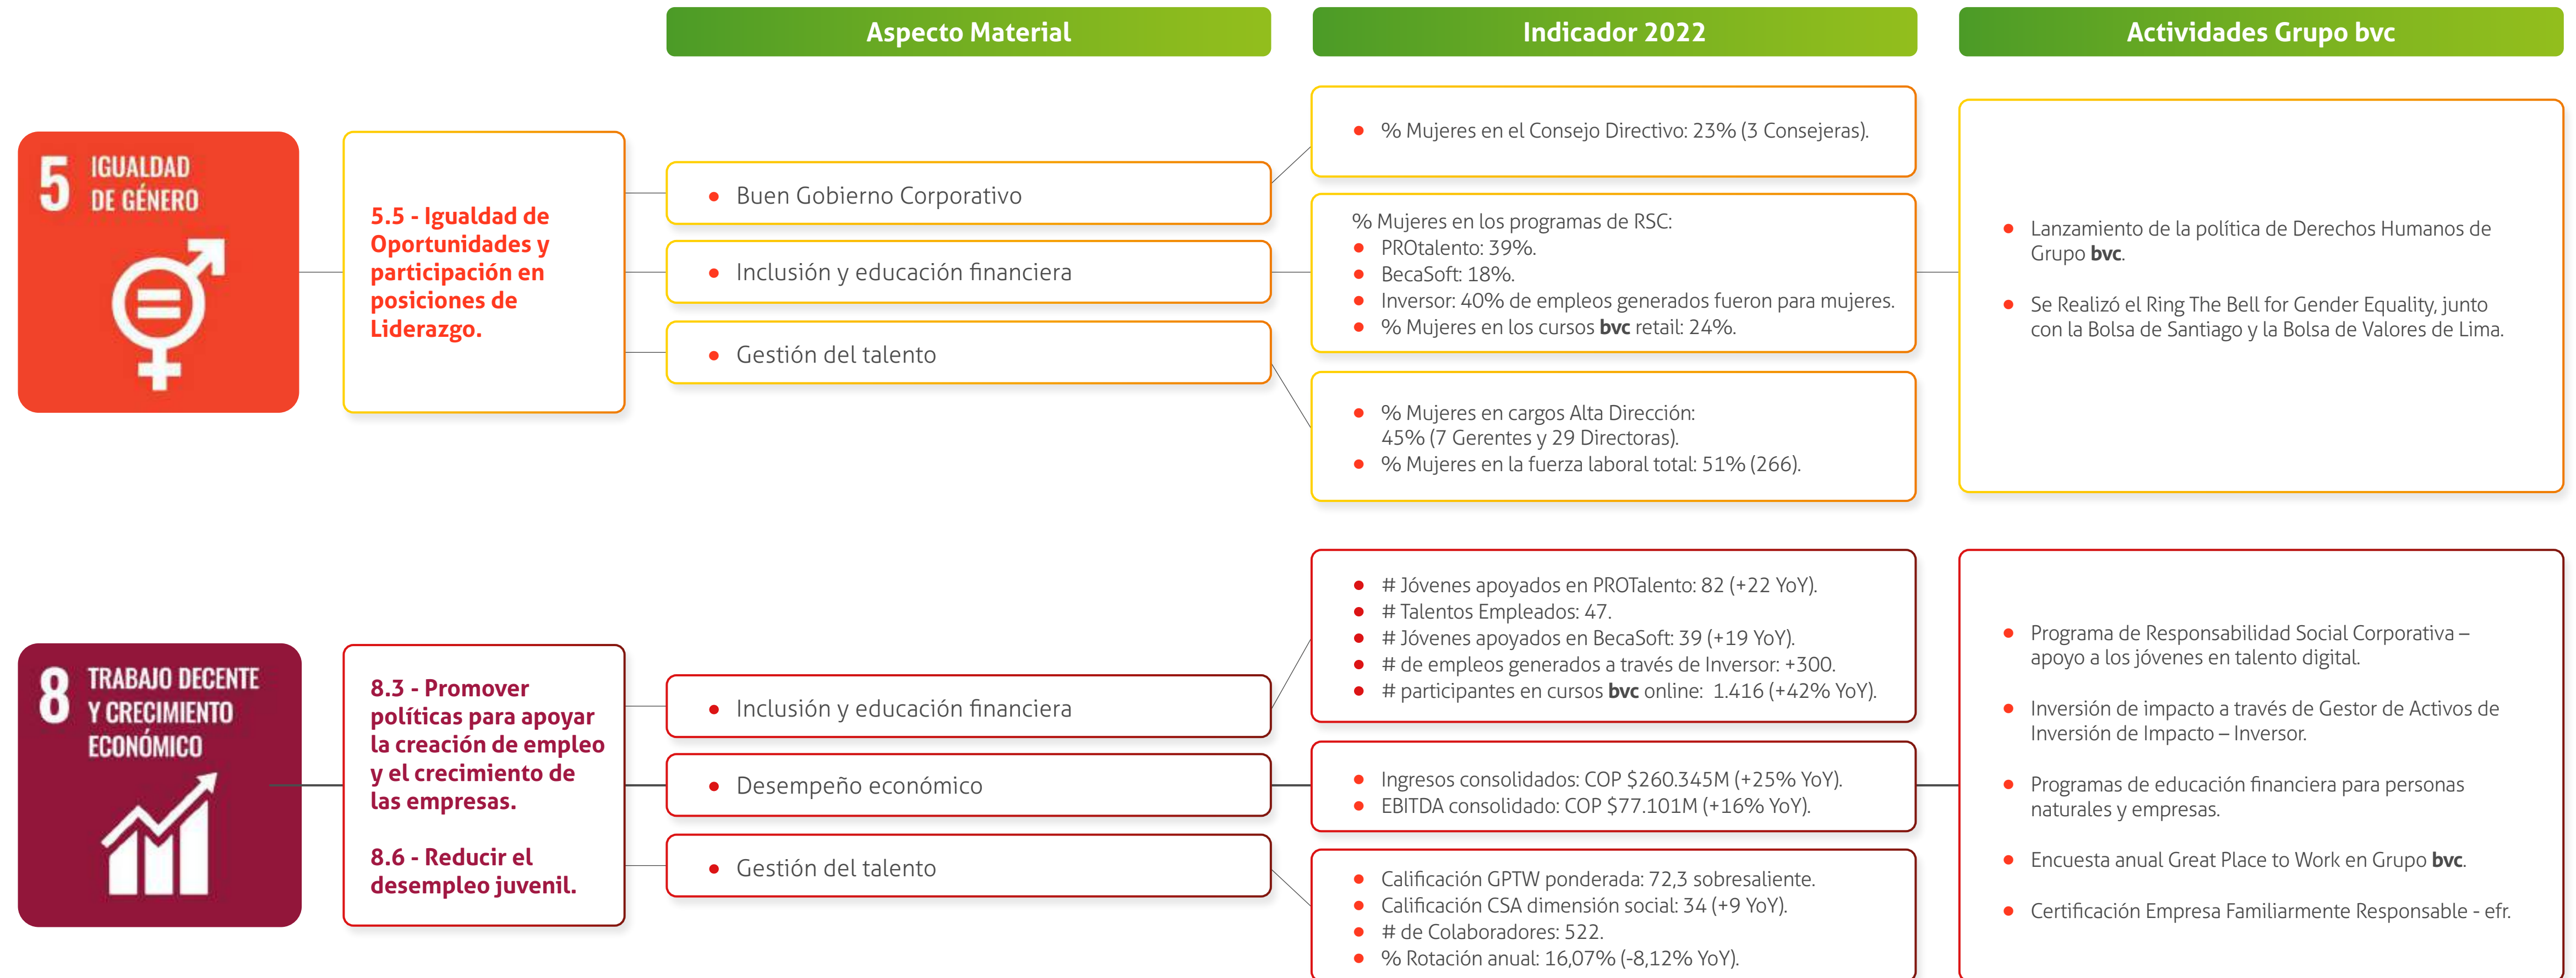 Aspecto Material
Indicador 2022
Actividades Grupo bvc
5 IGUALDAD
DE GÉNERO
5.5 - Igualdad de
Oportunidades y
participación en
posiciones de
Liderazgo.
• Buen Gobierno Corporativo
• Inclusión y educación financiera
• Gestión del talento
• % Mujeres en el Consejo Directivo: 23% (3 Consejeras).
% Mujeres en los programas de RSC:
• PROtalento: 39%.
• BecaSoft: 18%.
• Inversor: 40% de empleos generados fueron para mujeres.
• % Mujeres en los cursos bvc retail: 24%.
• % Mujeres en cargos Alta Dirección:
45% (7 Gerentes y 29 Directoras).
• % Mujeres en la fuerza laboral total: 51% (266).
• Lanzamiento de la política de Derechos Humanos de
Grupo bvc.
• Se Realizó el Ring The Bell for Gender Equality, junto
con la Bolsa de Santiago y la Bolsa de Valores de Lima.
8 TRABAJO DECENTE
Y CRECIMIENTO
ECONÓMICO
8.3 - Promover
políticas para apoyar
la creación de empleo
y el crecimiento de
las empresas.
8.6 - Reducir el
desempleo juvenil.
• Inclusión y educación financiera
• Desempeño económico
• Gestión del talento
• # Jóvenes apoyados en PROTalento: 82 (+22 YoY).
• # Talentos Empleados: 47.
• # Jóvenes apoyados en BecaSoft: 39 (+19 YoY).
• # de empleos generados a través de Inversor: +300.
• # participantes en cursos bvc online: 1.416 (+42% YoY).
• Ingresos consolidados: COP $260.345M (+25% YoY).
• EBITDA consolidado: COP $77.101M (+16% YoY).
• Calificación GPTW ponderada: 72,3 sobresaliente.
• Calificación CSA dimensión social: 34 (+9 YoY).
• # de Colaboradores: 522.
• % Rotación anual: 16,07% (-8,12% YoY).
• Programa de Responsabilidad Social Corporativa –
apoyo a los jóvenes en talento digital.
• Inversión de impacto a través de Gestor de Activos de
Inversión de Impacto – Inversor.
• Programas de educación financiera para personas
naturales y empresas.
• Encuesta anual Great Place to Work en Grupo bvc.
• Certificación Empresa Familiarmente Responsable - efr.